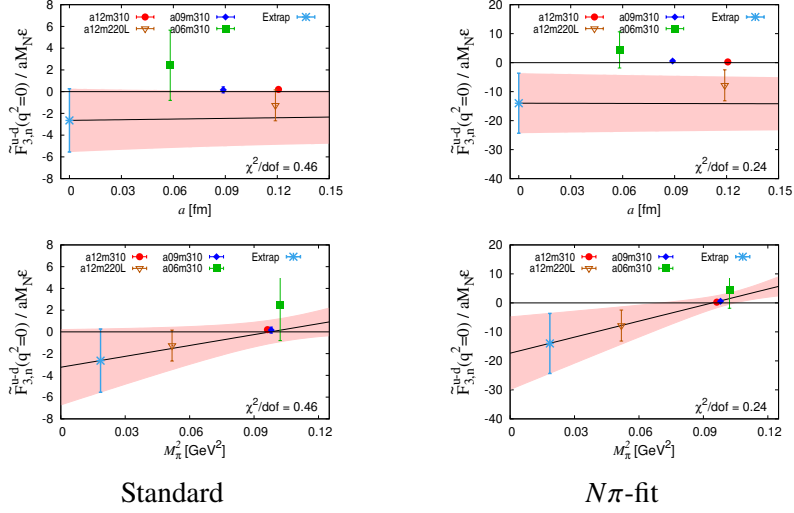 a12m310 a09m310 Extrap
a12m220L a06m310
F̃^{u-d}_{3,n}(q²=0) / aM_Nε
8
6
4
2
0
-2
-4
-6
-8
χ²/dof = 0.46
0 0.03 0.06 0.09 0.12 0.15
a [fm]
a12m310 a09m310 Extrap
a12m220L a06m310
F̃^{u-d}_{3,n}(q²=0) / aM_Nε
20
10
0
-10
-20
-30
-40
χ²/dof = 0.24
0 0.03 0.06 0.09 0.12 0.15
a [fm]
a12m310 a09m310 Extrap
a12m220L a06m310
F̃^{u-d}_{3,n}(q²=0) / aM_Nε
8
6
4
2
0
-2
-4
-6
-8
χ²/dof = 0.46
0 0.03 0.06 0.09 0.12
M_π² [GeV²]
a12m310 a09m310 Extrap
a12m220L a06m310
F̃^{u-d}_{3,n}(q²=0) / aM_Nε
20
10
0
-10
-20
-30
-40
χ²/dof = 0.24
0 0.03 0.06 0.09 0.12
M_π² [GeV²]
Standard
Nπ-fit